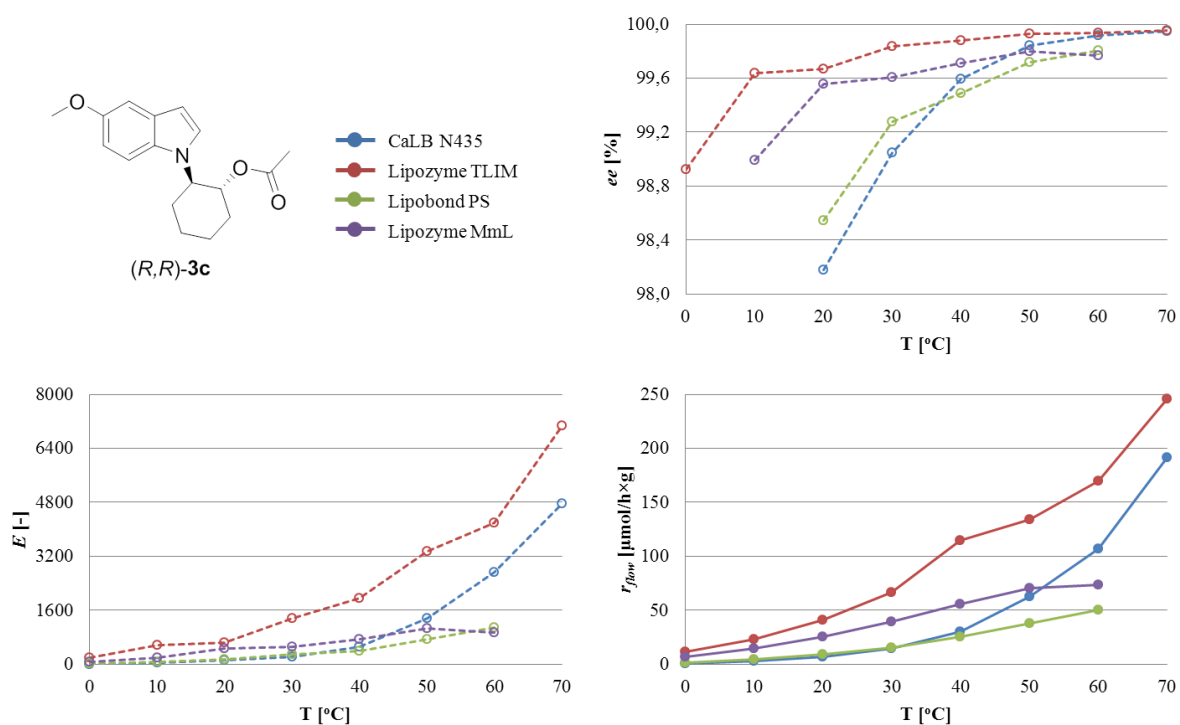 O
N
O
O
(R,R)-3c
CaLB N435
Lipozyme TLIM
Lipobond PS
Lipozyme MmL
ee [%]
100,0
99,6
99,2
98,8
98,4
98,0
0 10 20 30 40 50 60 70
T [°C]
E [-]
8000
6400
4800
3200
1600
0
0 10 20 30 40 50 60 70
T [°C]
r_flow [µmol/h×g]
250
200
150
100
50
0
0 10 20 30 40 50 60 70
T [°C]